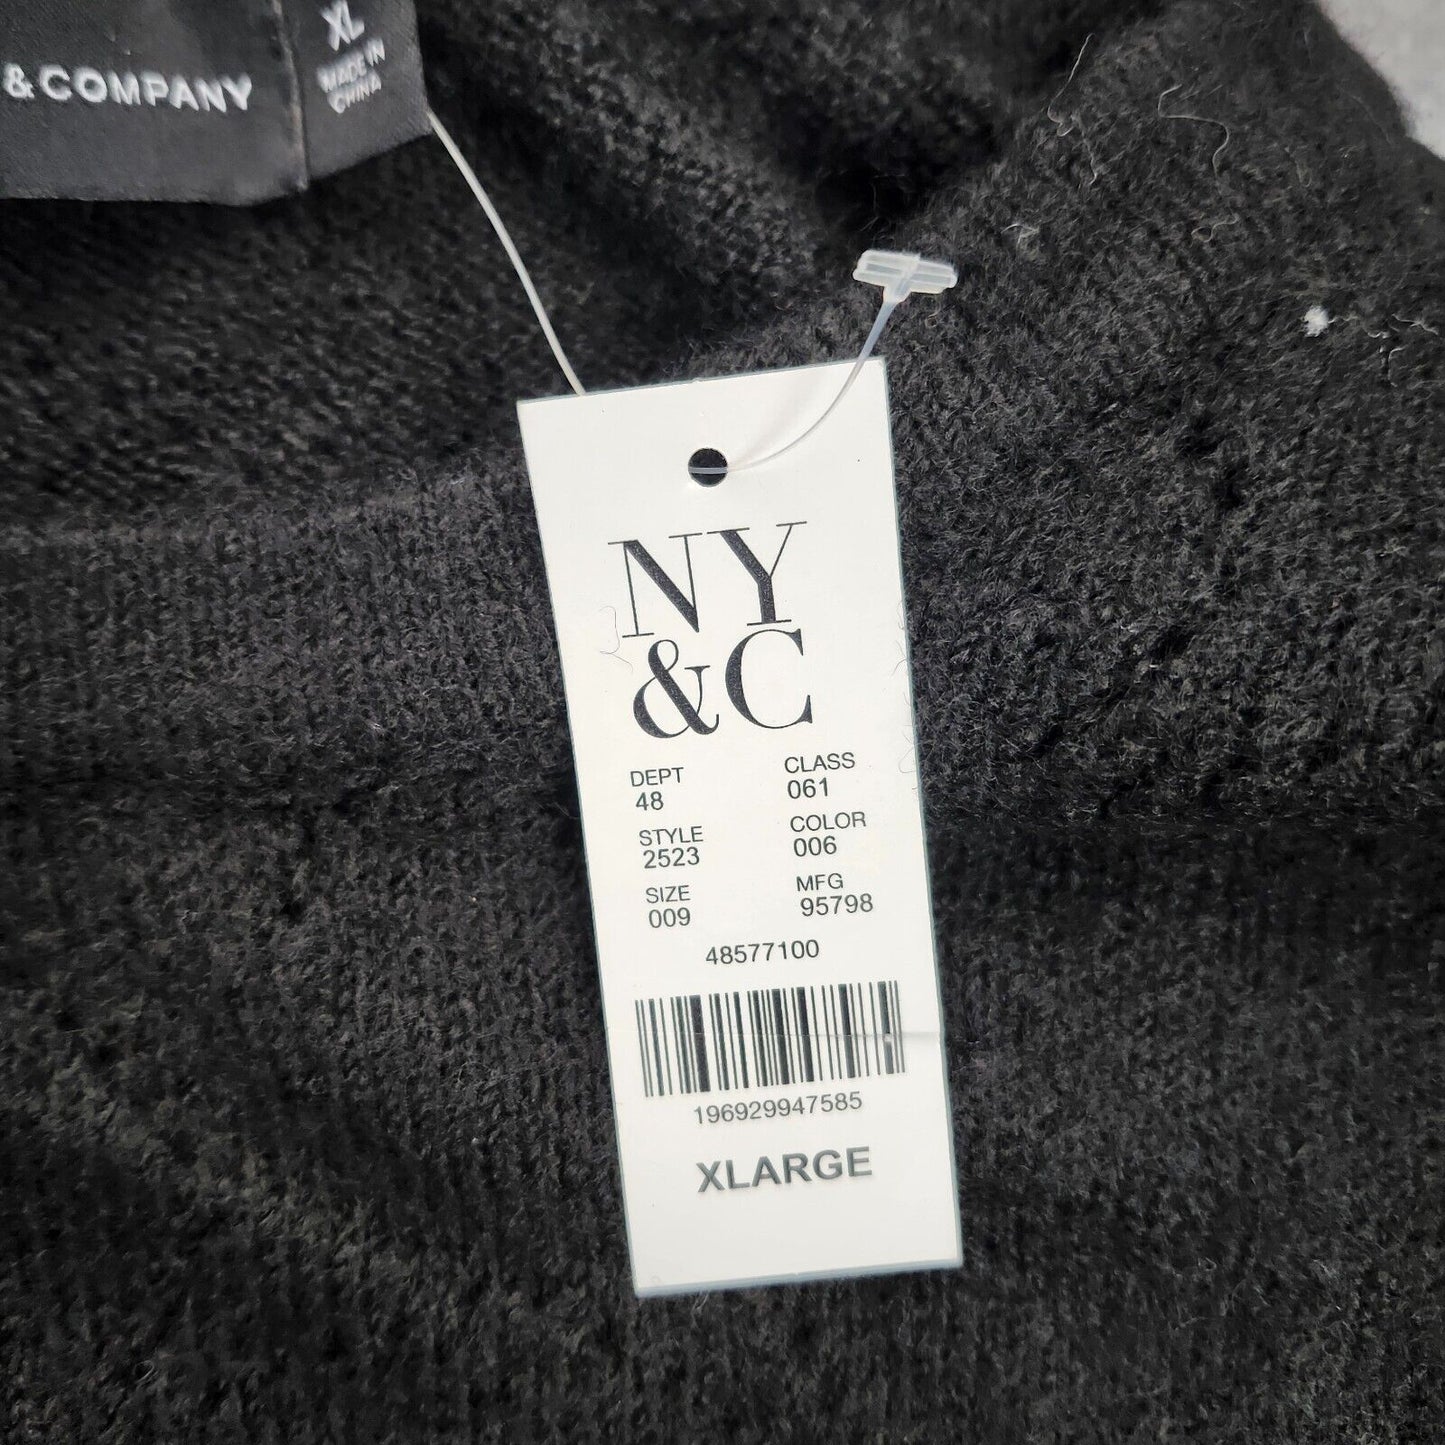 & COMPANY
XL
MADE IN
CHINA
NY
&C
DEPT CLASS
48 061
STYLE COLOR
2523 006
SIZE MFG
009 95798
48577100
196929947585
XLARGE